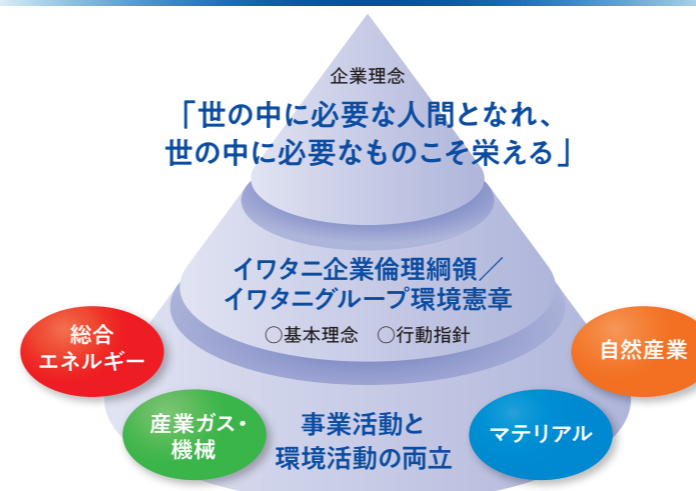 企業理念
「世の中に必要な人間となれ、
世の中に必要なものこそ栄える」
イワタニ企業倫理綱領／
イワタニグループ環境憲章
○基本理念　○行動指針
総合
エネルギー
自然産業
産業ガス・
機械
マテリアル
事業活動と
環境活動の両立